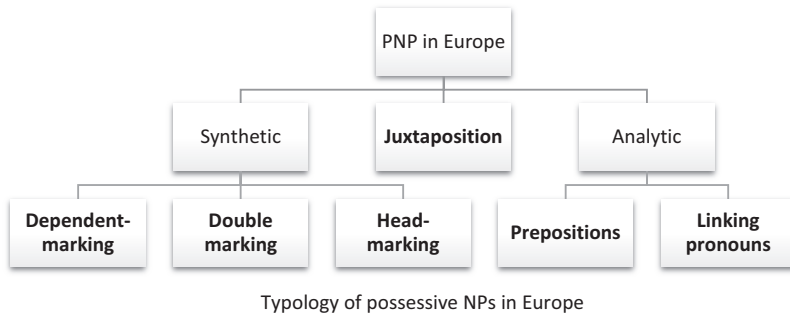 PNP in Europe
Synthetic
Juxtaposition
Analytic
Dependent-
marking
Double
marking
Head-
marking
Prepositions
Linking
pronouns
Typology of possessive NPs in Europe